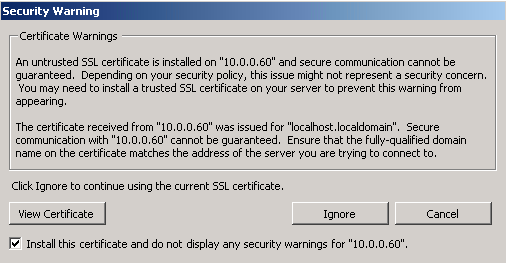 Security Warning
Certificate Warnings
An untrusted SSL certificate is installed on "10.0.0.60" and secure communication cannot be
guaranteed. Depending on your security policy, this issue might not represent a security concern.
You may need to install a trusted SSL certificate on your server to prevent this warning from
appearing.
The certificate received from "10.0.0.60" was issued for "localhost.localdomain". Secure
communication with "10.0.0.60" cannot be guaranteed. Ensure that the fully-qualified domain
name on the certificate matches the address of the server you are trying to connect to.
Click Ignore to continue using the current SSL certificate.
View Certificate
Ignore
Cancel
Install this certificate and do not display any security warnings for "10.0.0.60".